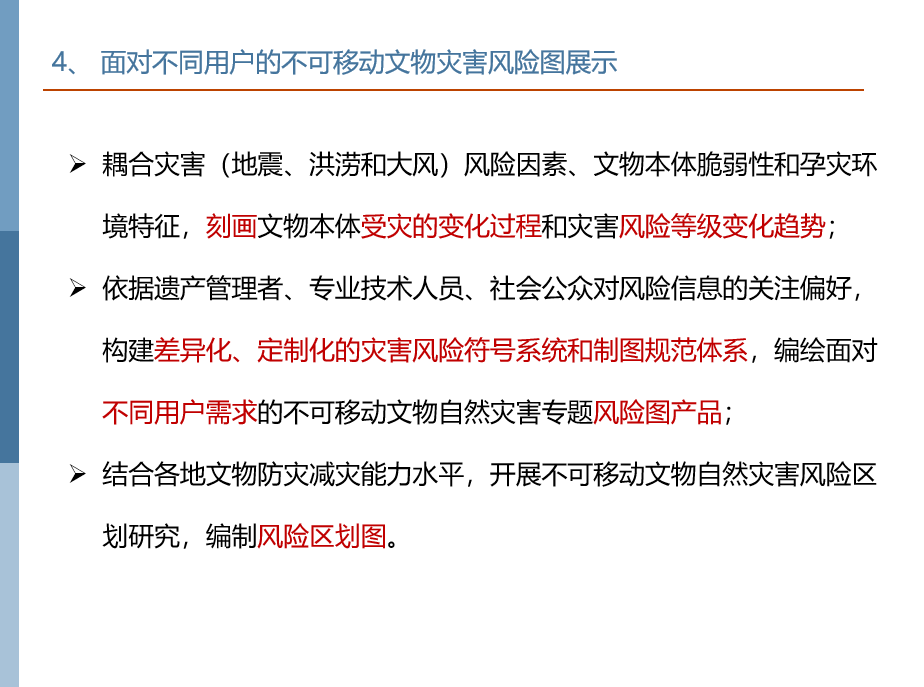 4、 面对不同用户的不可移动文物灾害风险图展示
➢ 耦合灾害（地震、洪涝和大风）风险因素、文物本体脆弱性和孕灾环
境特征，刻画文物本体受灾的变化过程和灾害风险等级变化趋势；
➢ 依据遗产管理者、专业技术人员、社会公众对风险信息的关注偏好，
构建差异化、定制化的灾害风险符号系统和制图规范体系，编绘面对
不同用户需求的不可移动文物自然灾害专题风险图产品；
➢ 结合各地文物防灾减灾能力水平，开展不可移动文物自然灾害风险区
划研究，编制风险区划图。